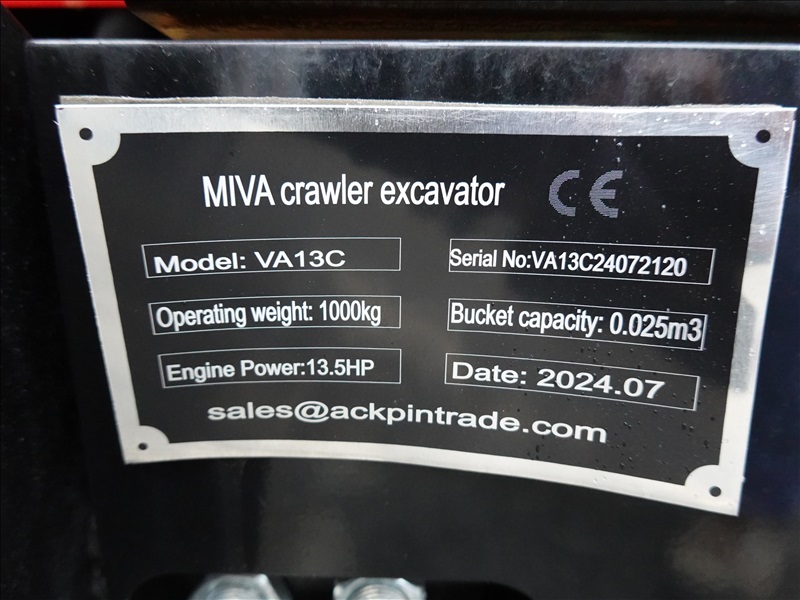 MIVA crawler excavator CE
Model: VA13C
Serial No:VA13C24072120
Operating weight: 1000kg
Bucket capacity: 0.025m3
Engine Power:13.5HP
Date: 2024.07
sales@ackpintrade.com